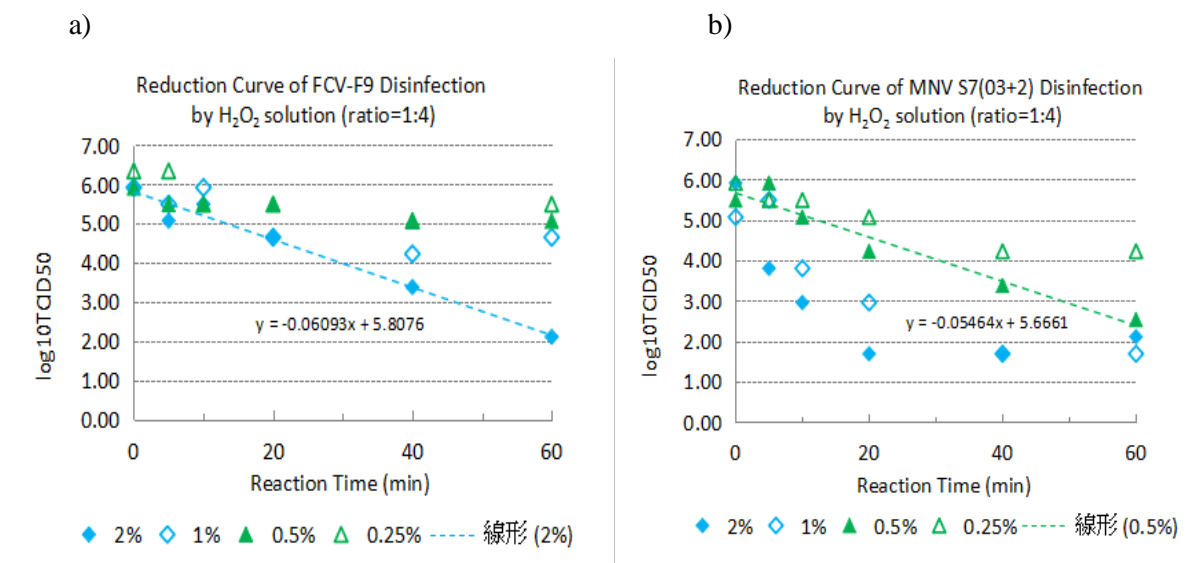 a)
Reduction Curve of FCV-F9 Disinfection
by H₂O₂ solution (ratio=1:4)
log10TCID50
7.00
6.00
5.00
4.00
3.00
2.00
1.00
0.00
y = -0.06093x + 5.8076
0 20 40 60
Reaction Time (min)
2% 1% 0.5% 0.25% 線形 (2%)
b)
Reduction Curve of MNV S7(03+2) Disinfection
by H₂O₂ solution (ratio=1:4)
log10TCID50
7.00
6.00
5.00
4.00
3.00
2.00
1.00
0.00
y = -0.05464x + 5.6661
0 20 40 60
Reaction Time (min)
2% 1% 0.5% 0.25% 線形 (0.5%)